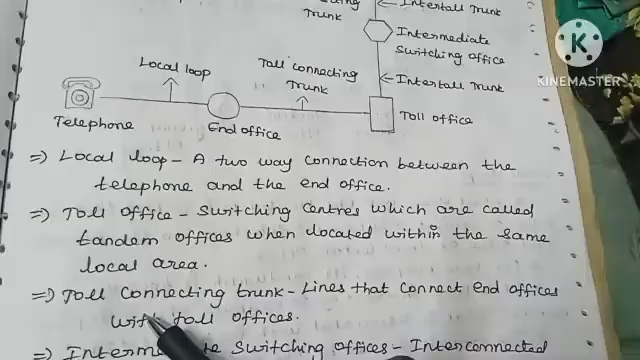 Trunk
Intertoll Trunk
Intermediate
Switching office
KINEMASTER
Local loop
Toll connecting
Trunk
Intertoll Trunk
Telephone
End office
Toll office
=) Local loop - A two way connection between the
telephone and the end office.
=) Toll office - Switching centres which are called
tandem offices when located within the same
local area.
=) Toll Connecting trunk - Lines that connect end offices
with toll offices.
=) Switching offices - Interconnected